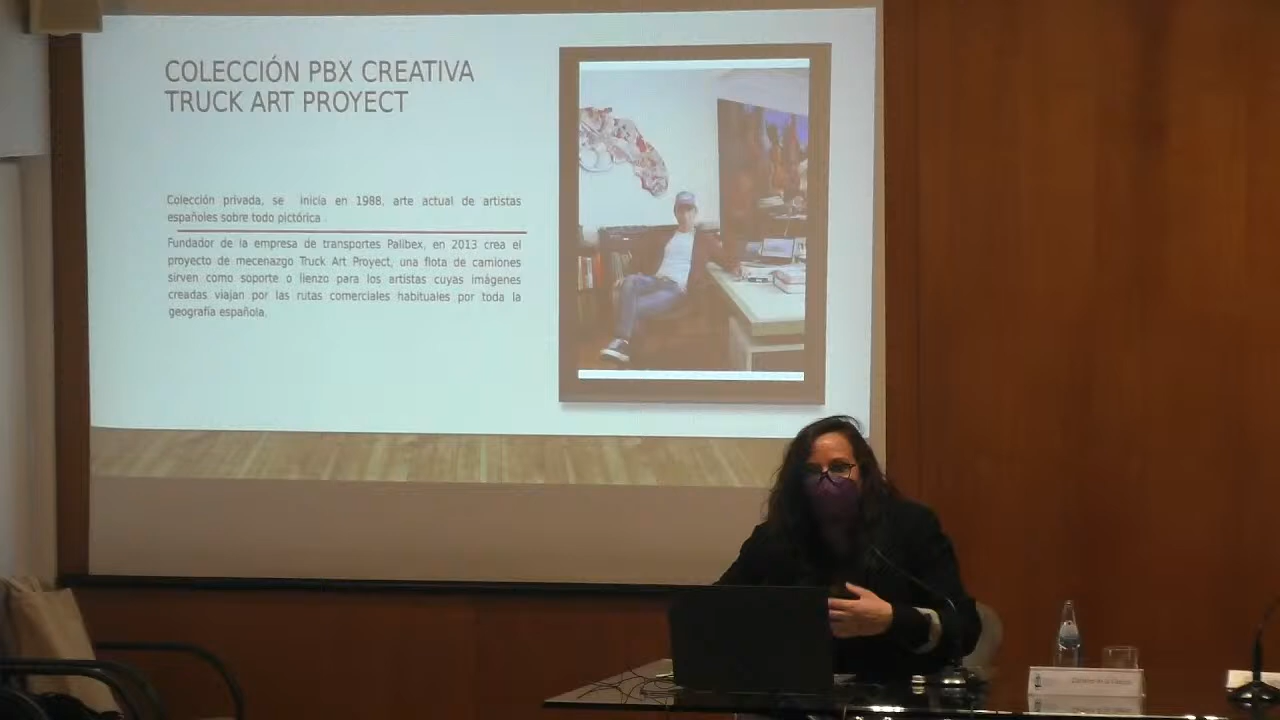 COLECCIÓN PBX CREATIVA
TRUCK ART PROYECT
Colección privada, se inicia en 1988, arte actual de artistas
españoles sobre todo pictórica
Fundador de la empresa de transportes Palibex, en 2013 crea el
proyecto de mecenazgo Truck Art Proyect, una flota de camiones
sirven como soporte o lienzo para los artistas cuyas imágenes
creadas viajan por las rutas comerciales habituales por toda la
geografía española.